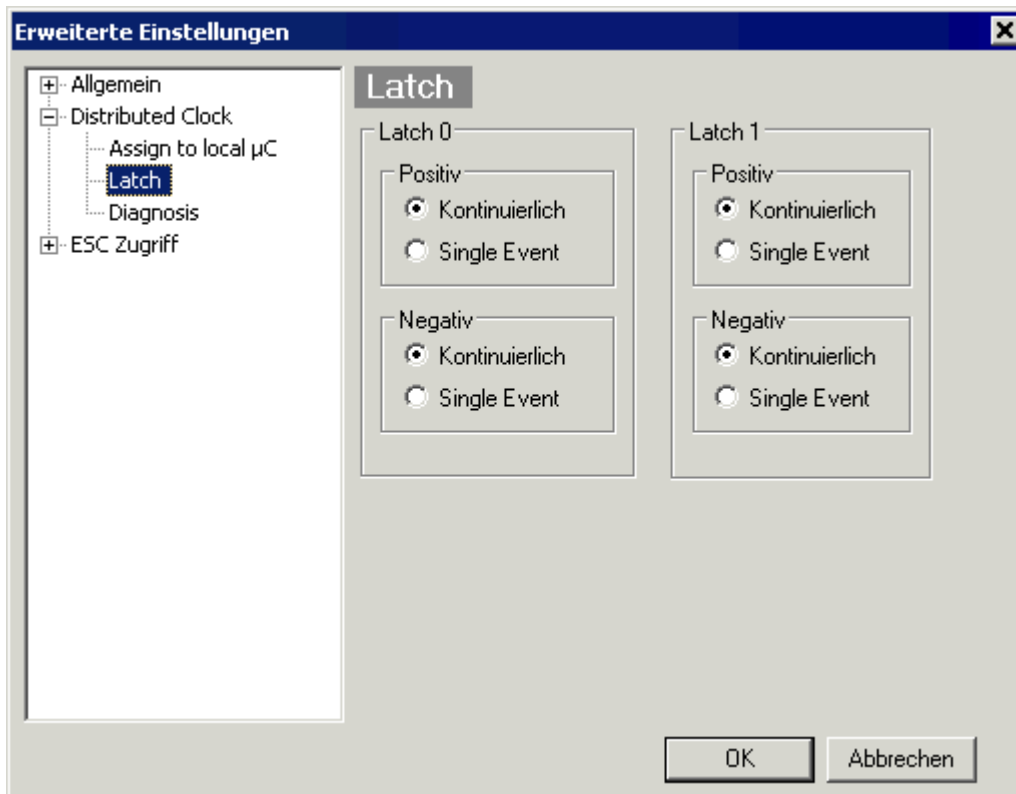 Erweiterte Einstellungen
Allgemein
Distributed Clock
Assign to local µC
Latch
Diagnosis
ESC Zugriff
Latch
Latch 0
Positiv
Kontinuierlich
Single Event
Negativ
Kontinuierlich
Single Event
Latch 1
Positiv
Kontinuierlich
Single Event
Negativ
Kontinuierlich
Single Event
OK
Abbrechen